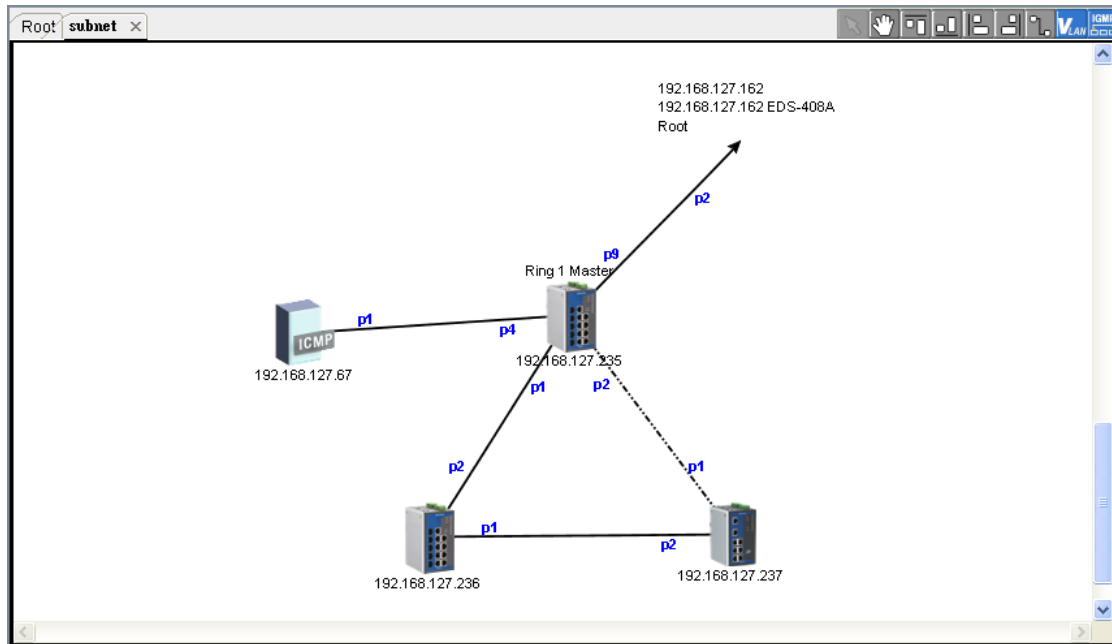 Root subnet
VLAN IGMP
192.168.127.162
192.168.127.162 EDS-408A
Root
p2
p9
Ring 1 Master
p1
p4
ICMP
192.168.127.235
192.168.127.67
p1
p2
p2
p1
p1
p2
192.168.127.236
192.168.127.237